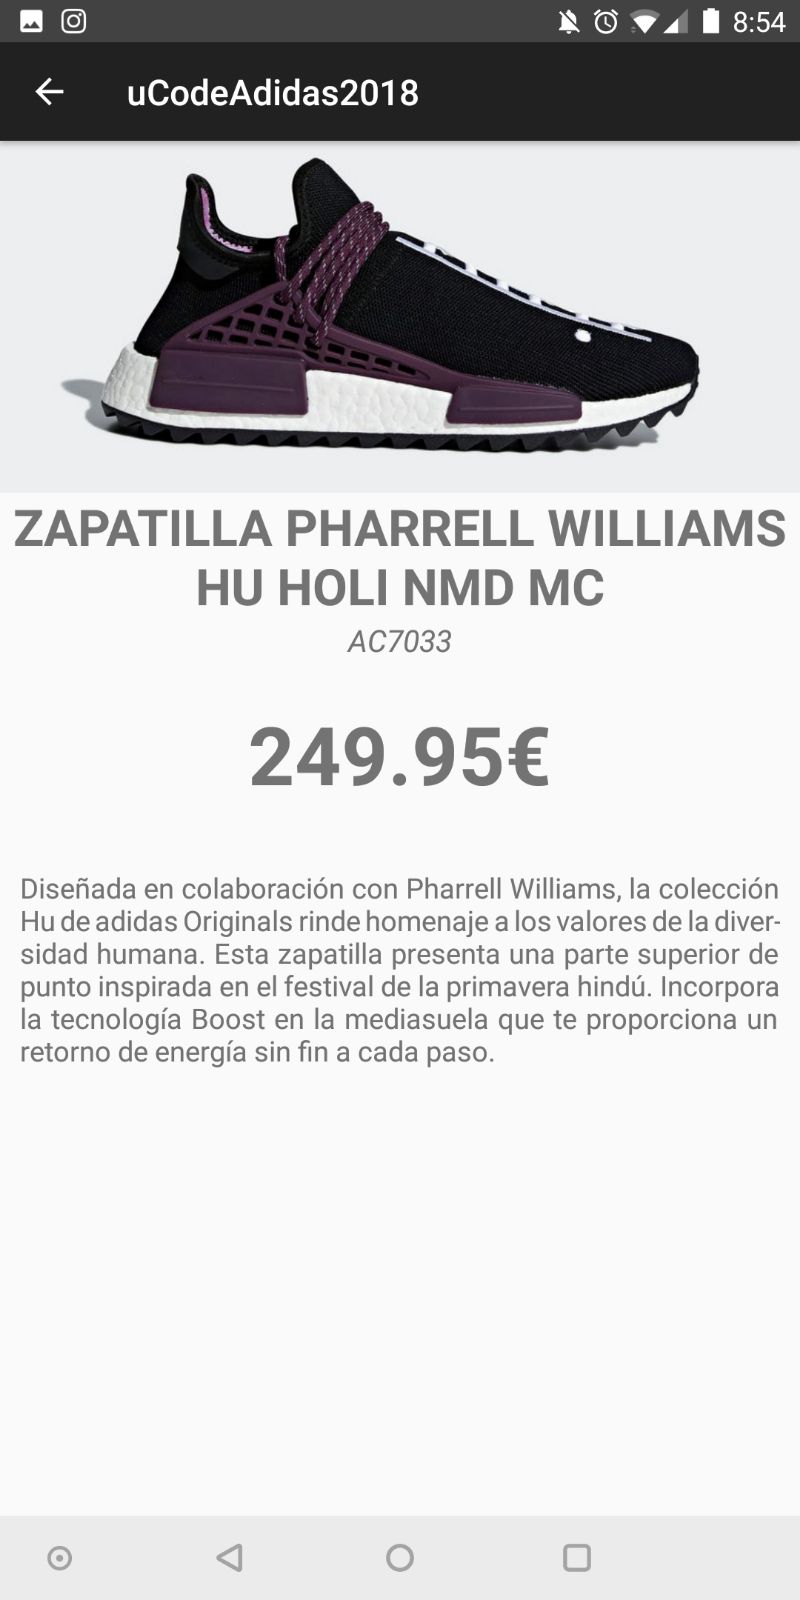 8:54
uCodeAdidas2018
ZAPATILLA PHARRELL WILLIAMS
HU HOLI NMD MC
AC7033
249.95€
Diseñada en colaboración con Pharrell Williams, la colección
Hu de adidas Originals rinde homenaje a los valores de la diver-
sidad humana. Esta zapatilla presenta una parte superior de
punto inspirada en el festival de la primavera hindú. Incorpora
la tecnología Boost en la mediasuela que te proporciona un
retorno de energía sin fin a cada paso.